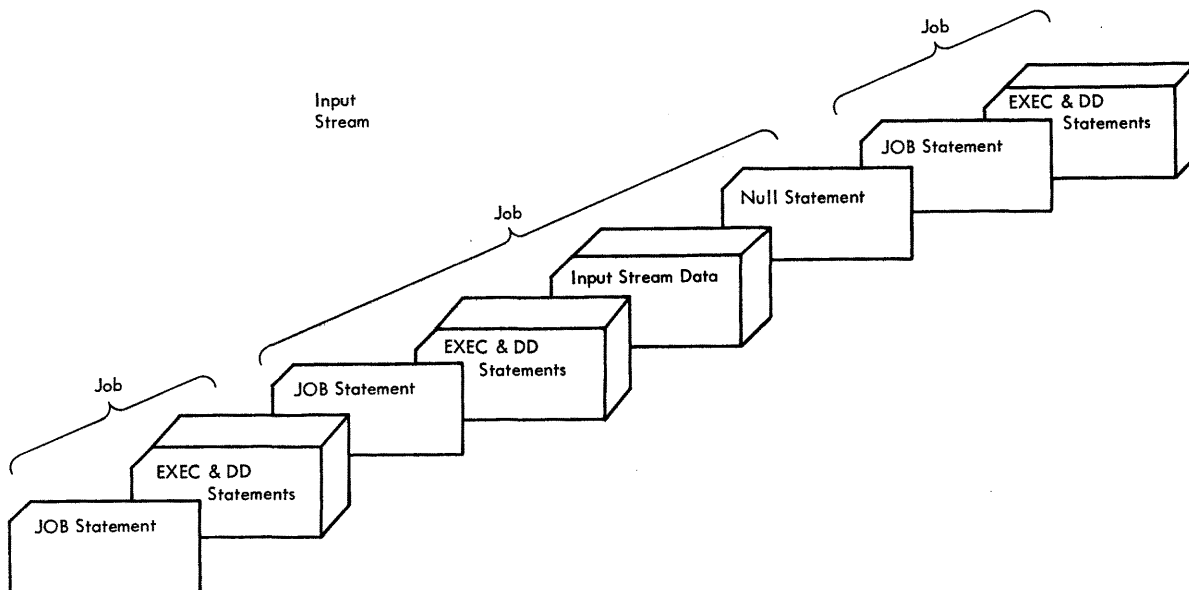 Job
Input
Stream
EXEC & DD
Statements
JOB Statement
Null Statement
Job
Input Stream Data
EXEC & DD
Statements
JOB Statement
Job
EXEC & DD
Statements
JOB Statement